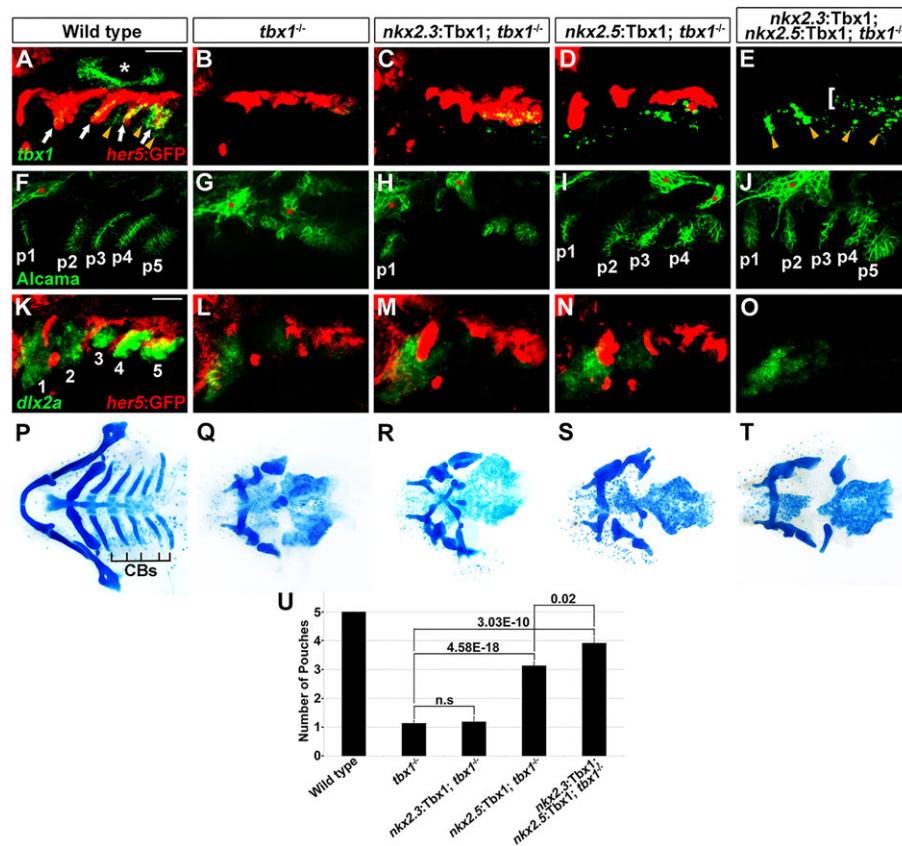 Wild type
tbx1-/-
nkx2.3:Tbx1; tbx1-/-
nkx2.5:Tbx1; tbx1-/-
nkx2.3:Tbx1;
nkx2.5:Tbx1; tbx1-/-
A
*
tbx1
her5:GFP
B
C
D
E
[
F
p1
p2
p3
p4
p5
Alcama
G
H
p1
I
p1
p2
p3
p4
J
p1
p2
p3
p4
p5
K
1
2
3
4
5
dlx2a
her5:GFP
L
M
N
O
P
CBs
Q
R
S
T
U
Number of Pouches
5
4
3
2
1
0
0.02
3.03E-10
4.58E-18
n.s
Wild type
tbx1-/-
nkx2.3:Tbx1; tbx1-/-
nkx2.5:Tbx1; tbx1-/-
nkx2.3:Tbx1;
nkx2.5:Tbx1; tbx1-/-